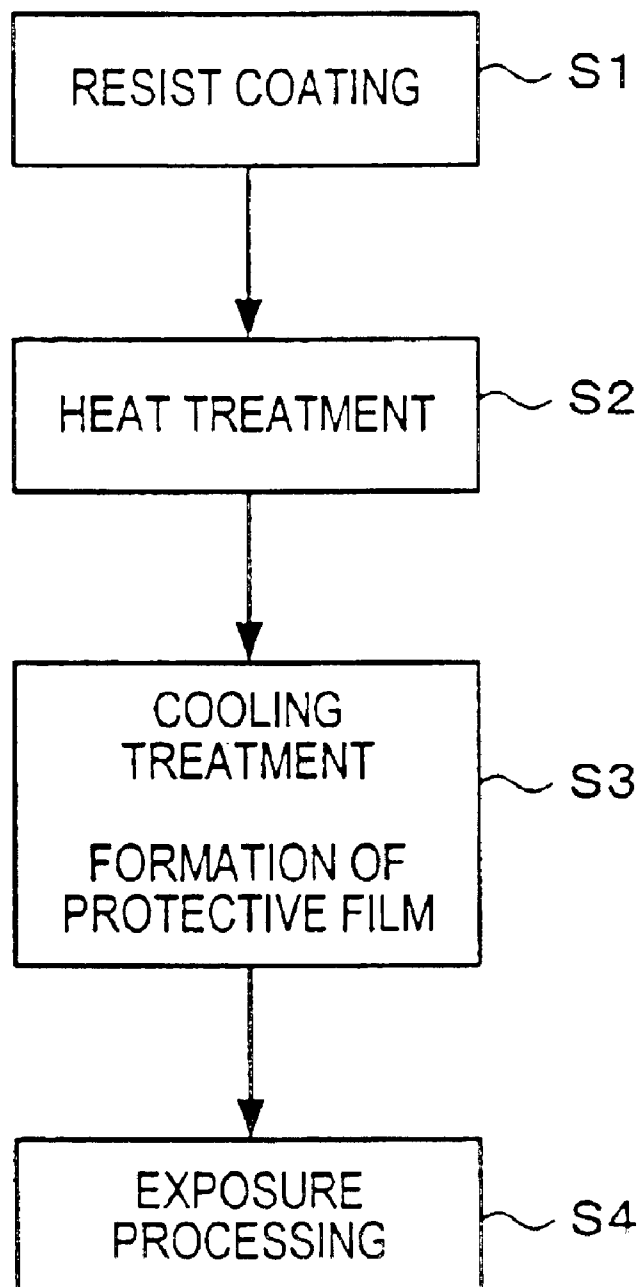 RESIST COATING
S1
HEAT TREATMENT
S2
COOLING
TREATMENT
FORMATION OF
PROTECTIVE FILM
S3
EXPOSURE
PROCESSING
S4